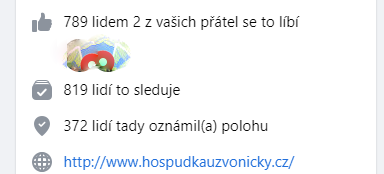 789 lidem 2 z vašich přátel se to líbí
819 lidí to sleduje
372 lidí tady oznámil(a) polohu
http://www.hospudkauzvonicky.cz/